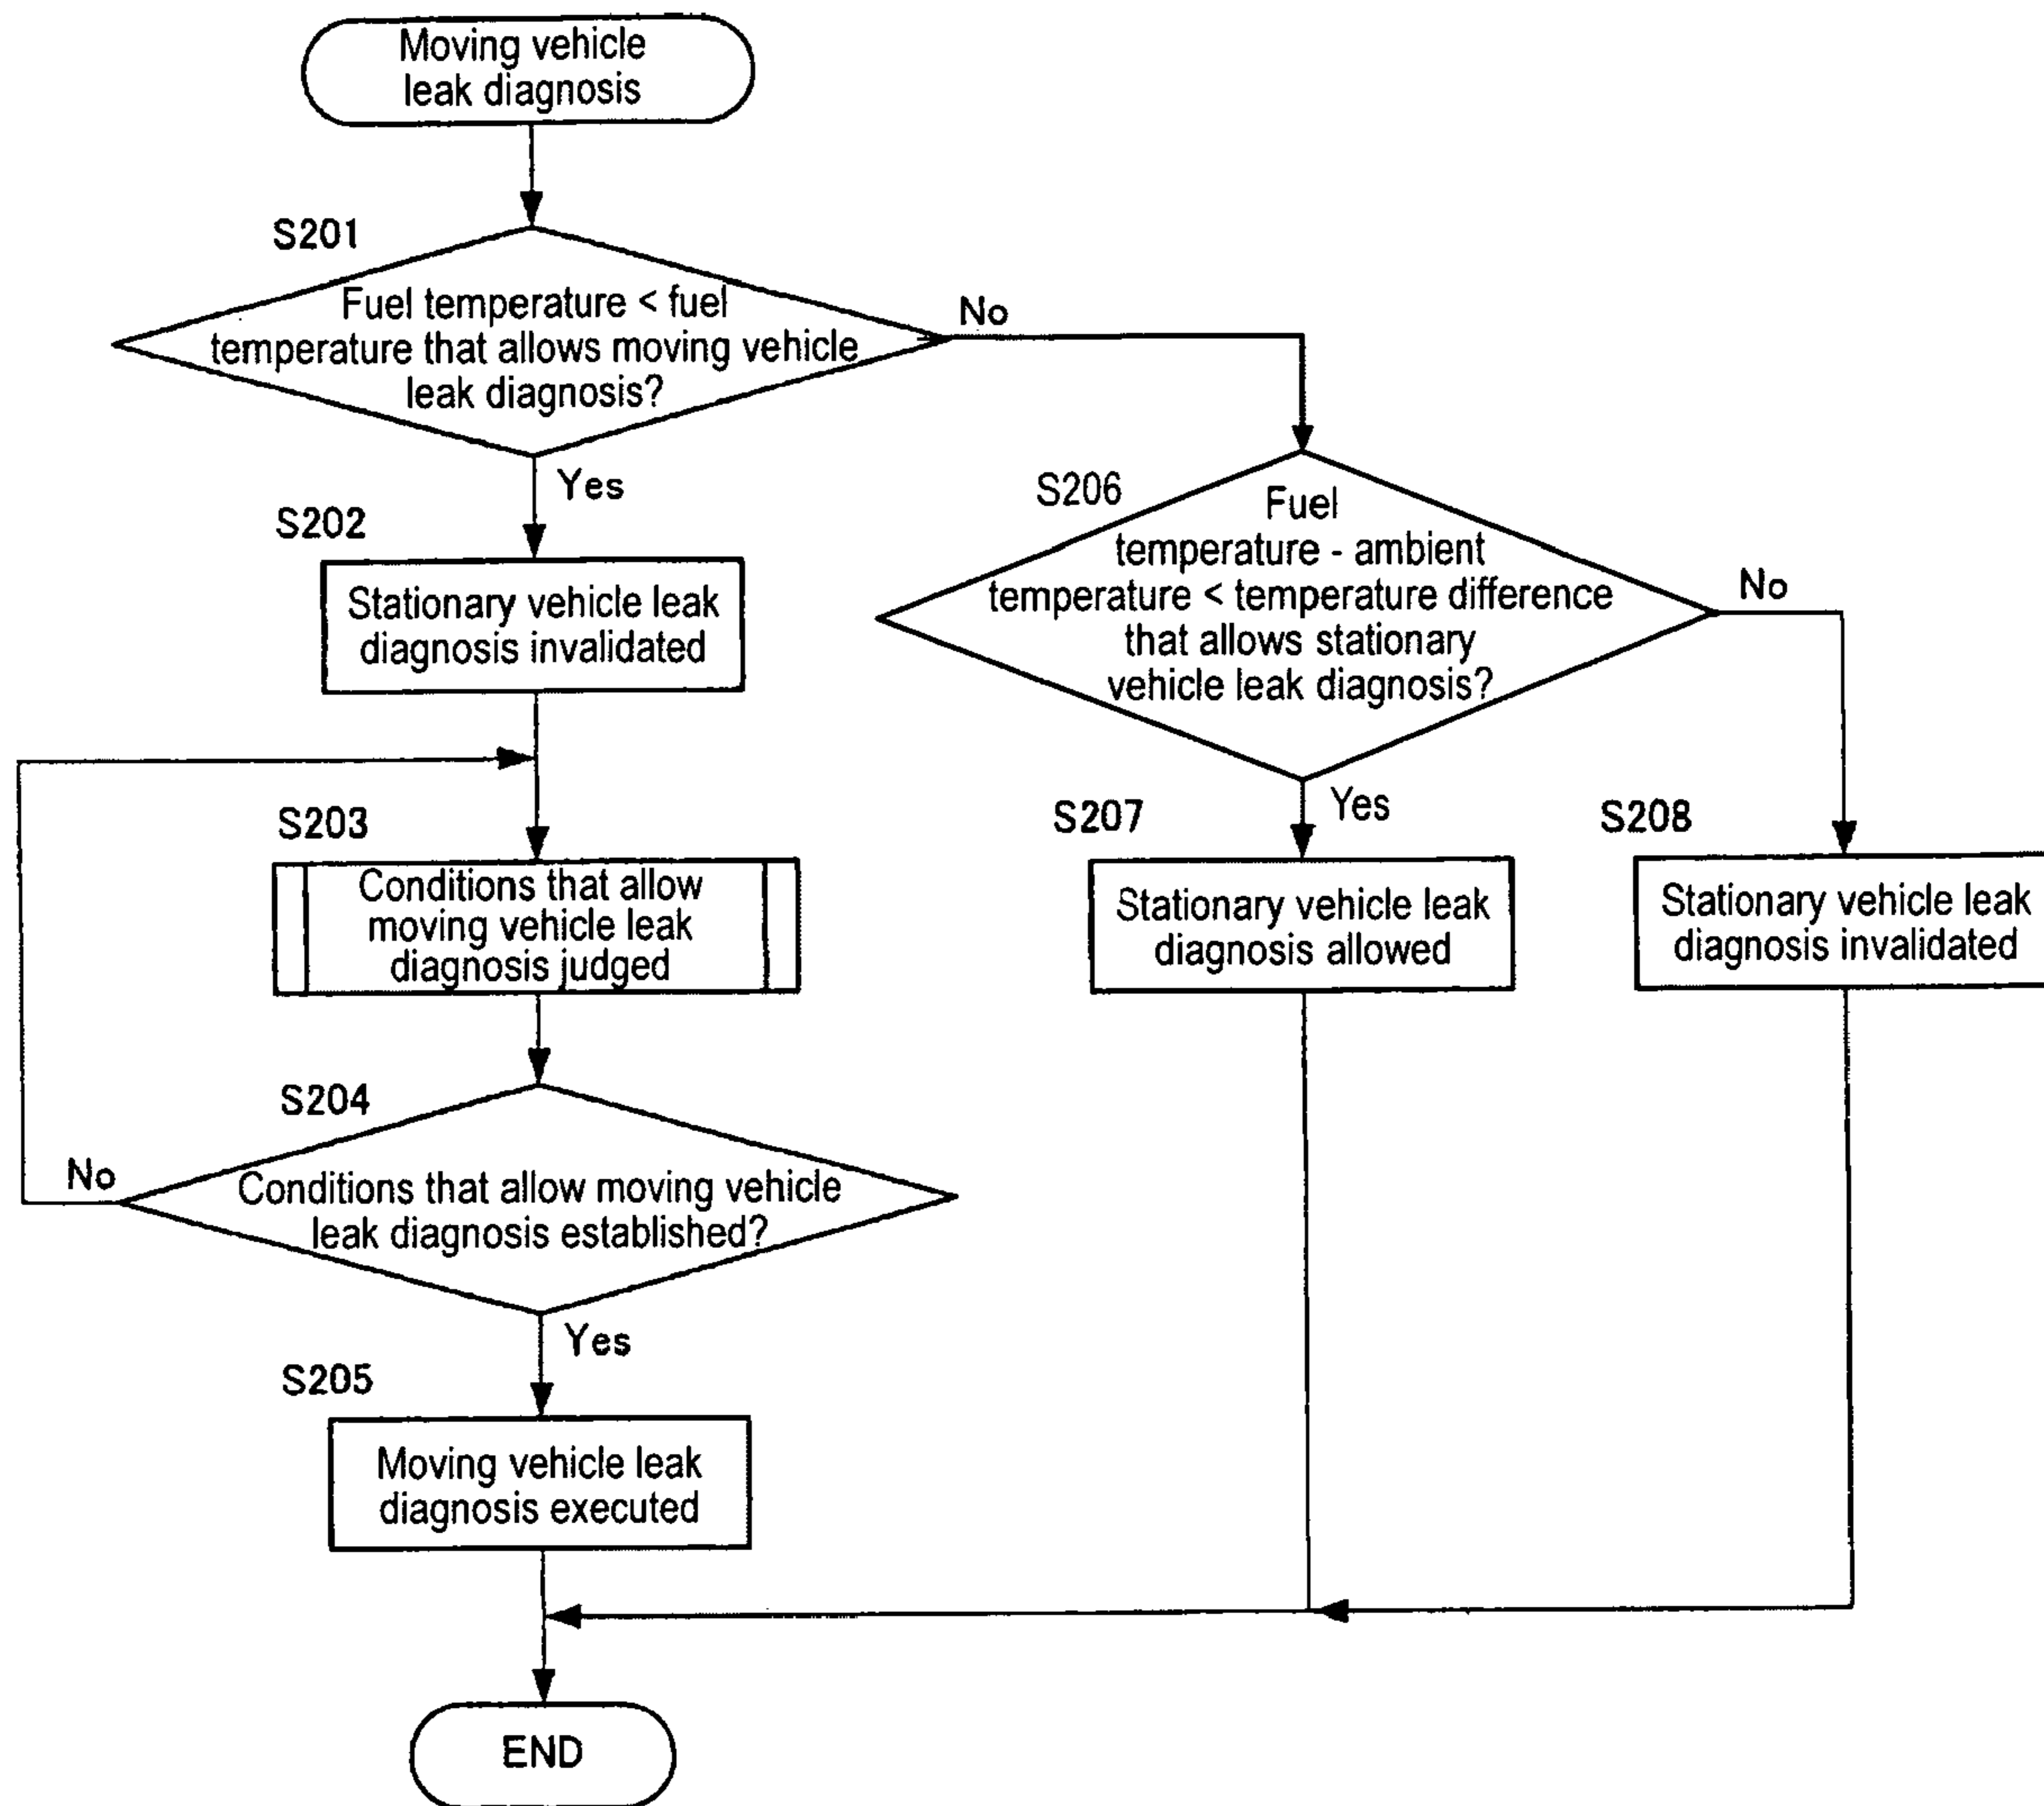 Moving vehicle
leak diagnosis
S201
Fuel temperature < fuel
temperature that allows moving vehicle
leak diagnosis?
No
Yes
S202
Stationary vehicle leak
diagnosis invalidated
S206
Fuel
temperature - ambient
temperature < temperature difference
that allows stationary
vehicle leak diagnosis?
No
Yes
S203
Conditions that allow
moving vehicle leak
diagnosis judged
S207
Stationary vehicle leak
diagnosis allowed
S208
Stationary vehicle leak
diagnosis invalidated
S204
Conditions that allow moving vehicle
leak diagnosis established?
No
Yes
S205
Moving vehicle leak
diagnosis executed
END